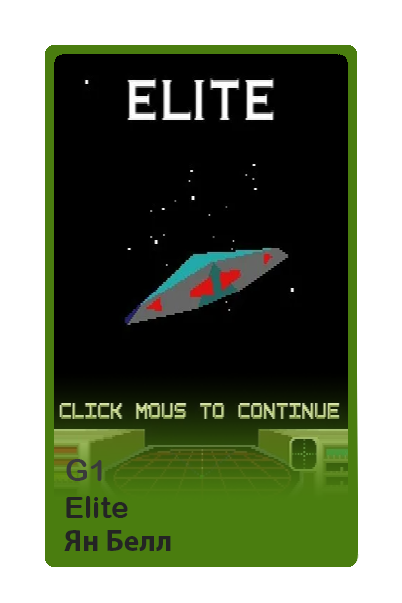 ELITE
CLICK MOUS TO CONTINUE
G1
Elite
Ян Белл